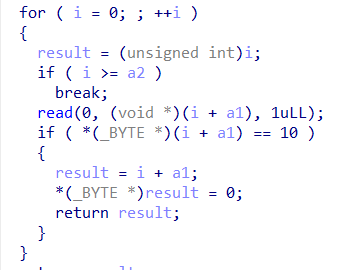 for ( i = 0; ; ++i )
{
  result = (unsigned int)i;
  if ( i >= a2 )
    break;
  read(0, (void *)(i + a1), 1uLL);
  if ( *(_BYTE *)(i + a1) == 10 )
  {
    result = i + a1;
    *(_BYTE *)result = 0;
    return result;
  }
}